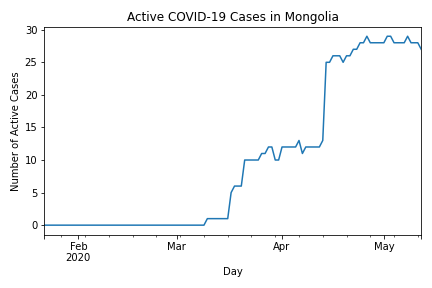 Active COVID-19 Cases in Mongolia
Number of Active Cases
30
25
20
15
10
5
0
Feb
2020
Mar
Apr
May
Day